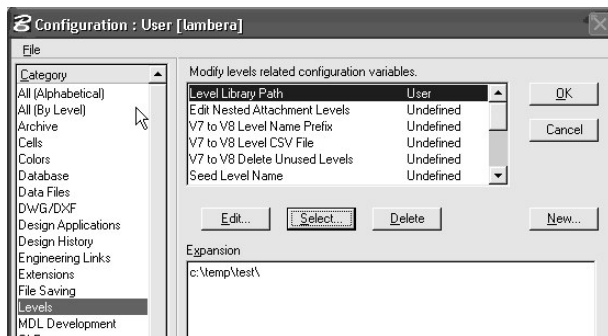 Configuration : User [lambera]
File
Category
All (Alphabetical)
All (By Level)
Archive
Cells
Colors
Database
Data Files
DWG/DXF
Design Applications
Design History
Engineering Links
Extensions
File Saving
Levels
MDL Development
Modify levels related configuration variables.
Level Library Path User
Edit Nested Attachment Levels Undefined
V7 to V8 Level Name Prefix Undefined
V7 to V8 Level CSV File Undefined
V7 to V8 Delete Unused Levels Undefined
Seed Level Name Undefined
OK
Cancel
Edit... Select... Delete New...
Expansion
c:\temp\test\